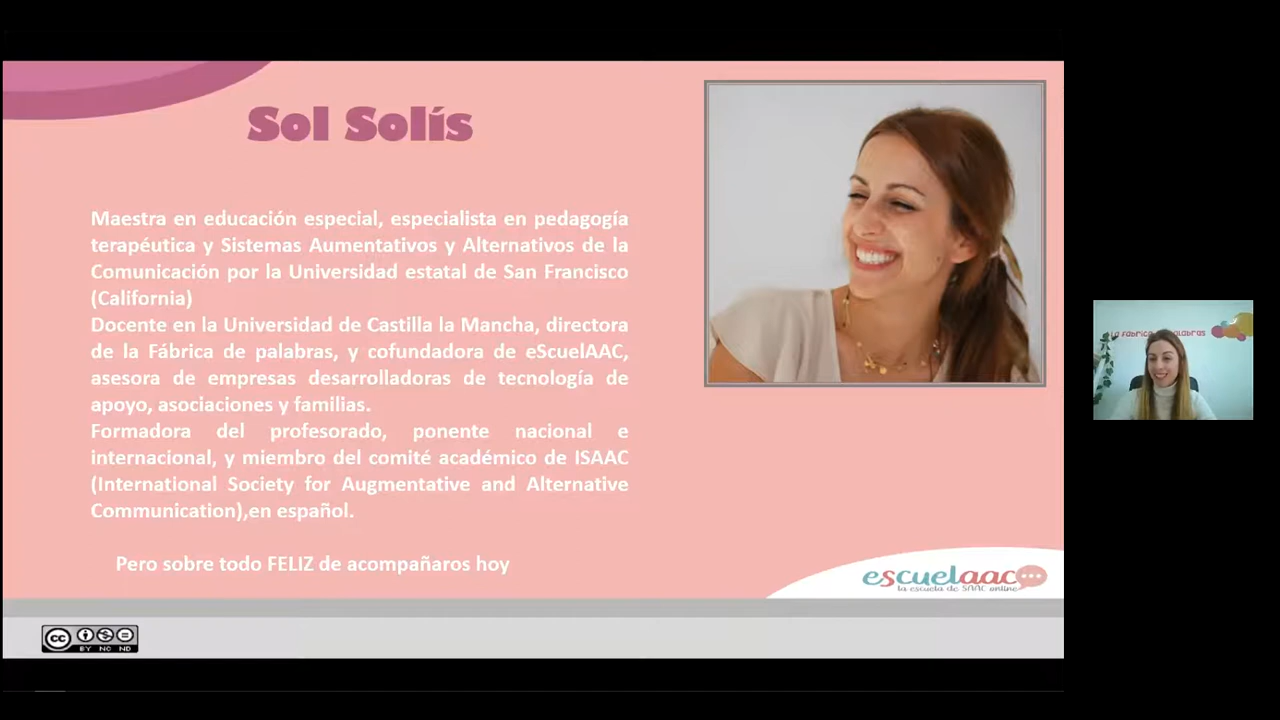 Sol Solís
Maestra en educación especial, especialista en pedagogía
terapéutica y Sistemas Aumentativos y Alternativos de la
Comunicación por la Universidad estatal de San Francisco
(California)
Docente en la Universidad de Castilla la Mancha, directora
de la Fábrica de palabras, y cofundadora de eScuelAAC,
asesora de empresas desarrolladoras de tecnología de
apoyo, asociaciones y familias.
Formadora del profesorado, ponente nacional e
internacional, y miembro del comité académico de ISAAC
(International Society for Augmentative and Alternative
Communication),en español.
Pero sobre todo FELIZ de acompañaros hoy
escuelaac
la escuela de SAAC online
cc
BY NC ND
La fábrica palabras